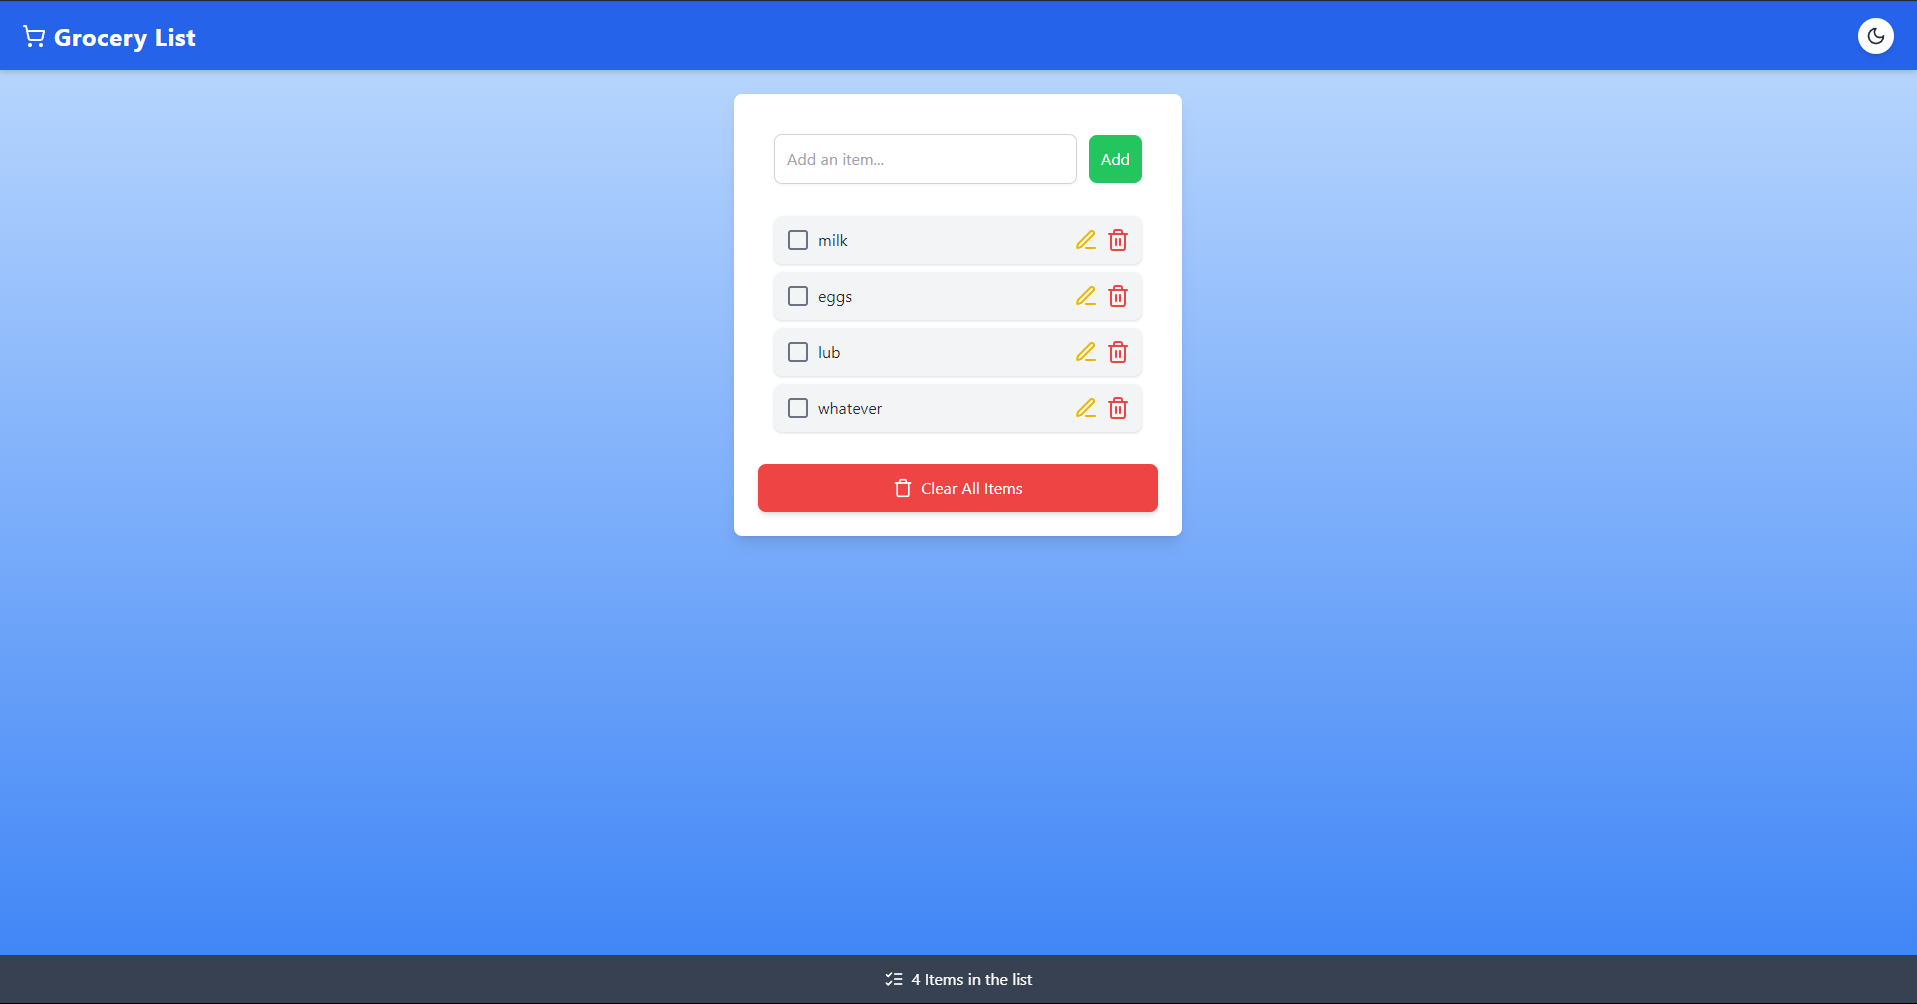 Grocery List
Add an item...
Add
milk
eggs
lub
whatever
Clear All Items
4 Items in the list